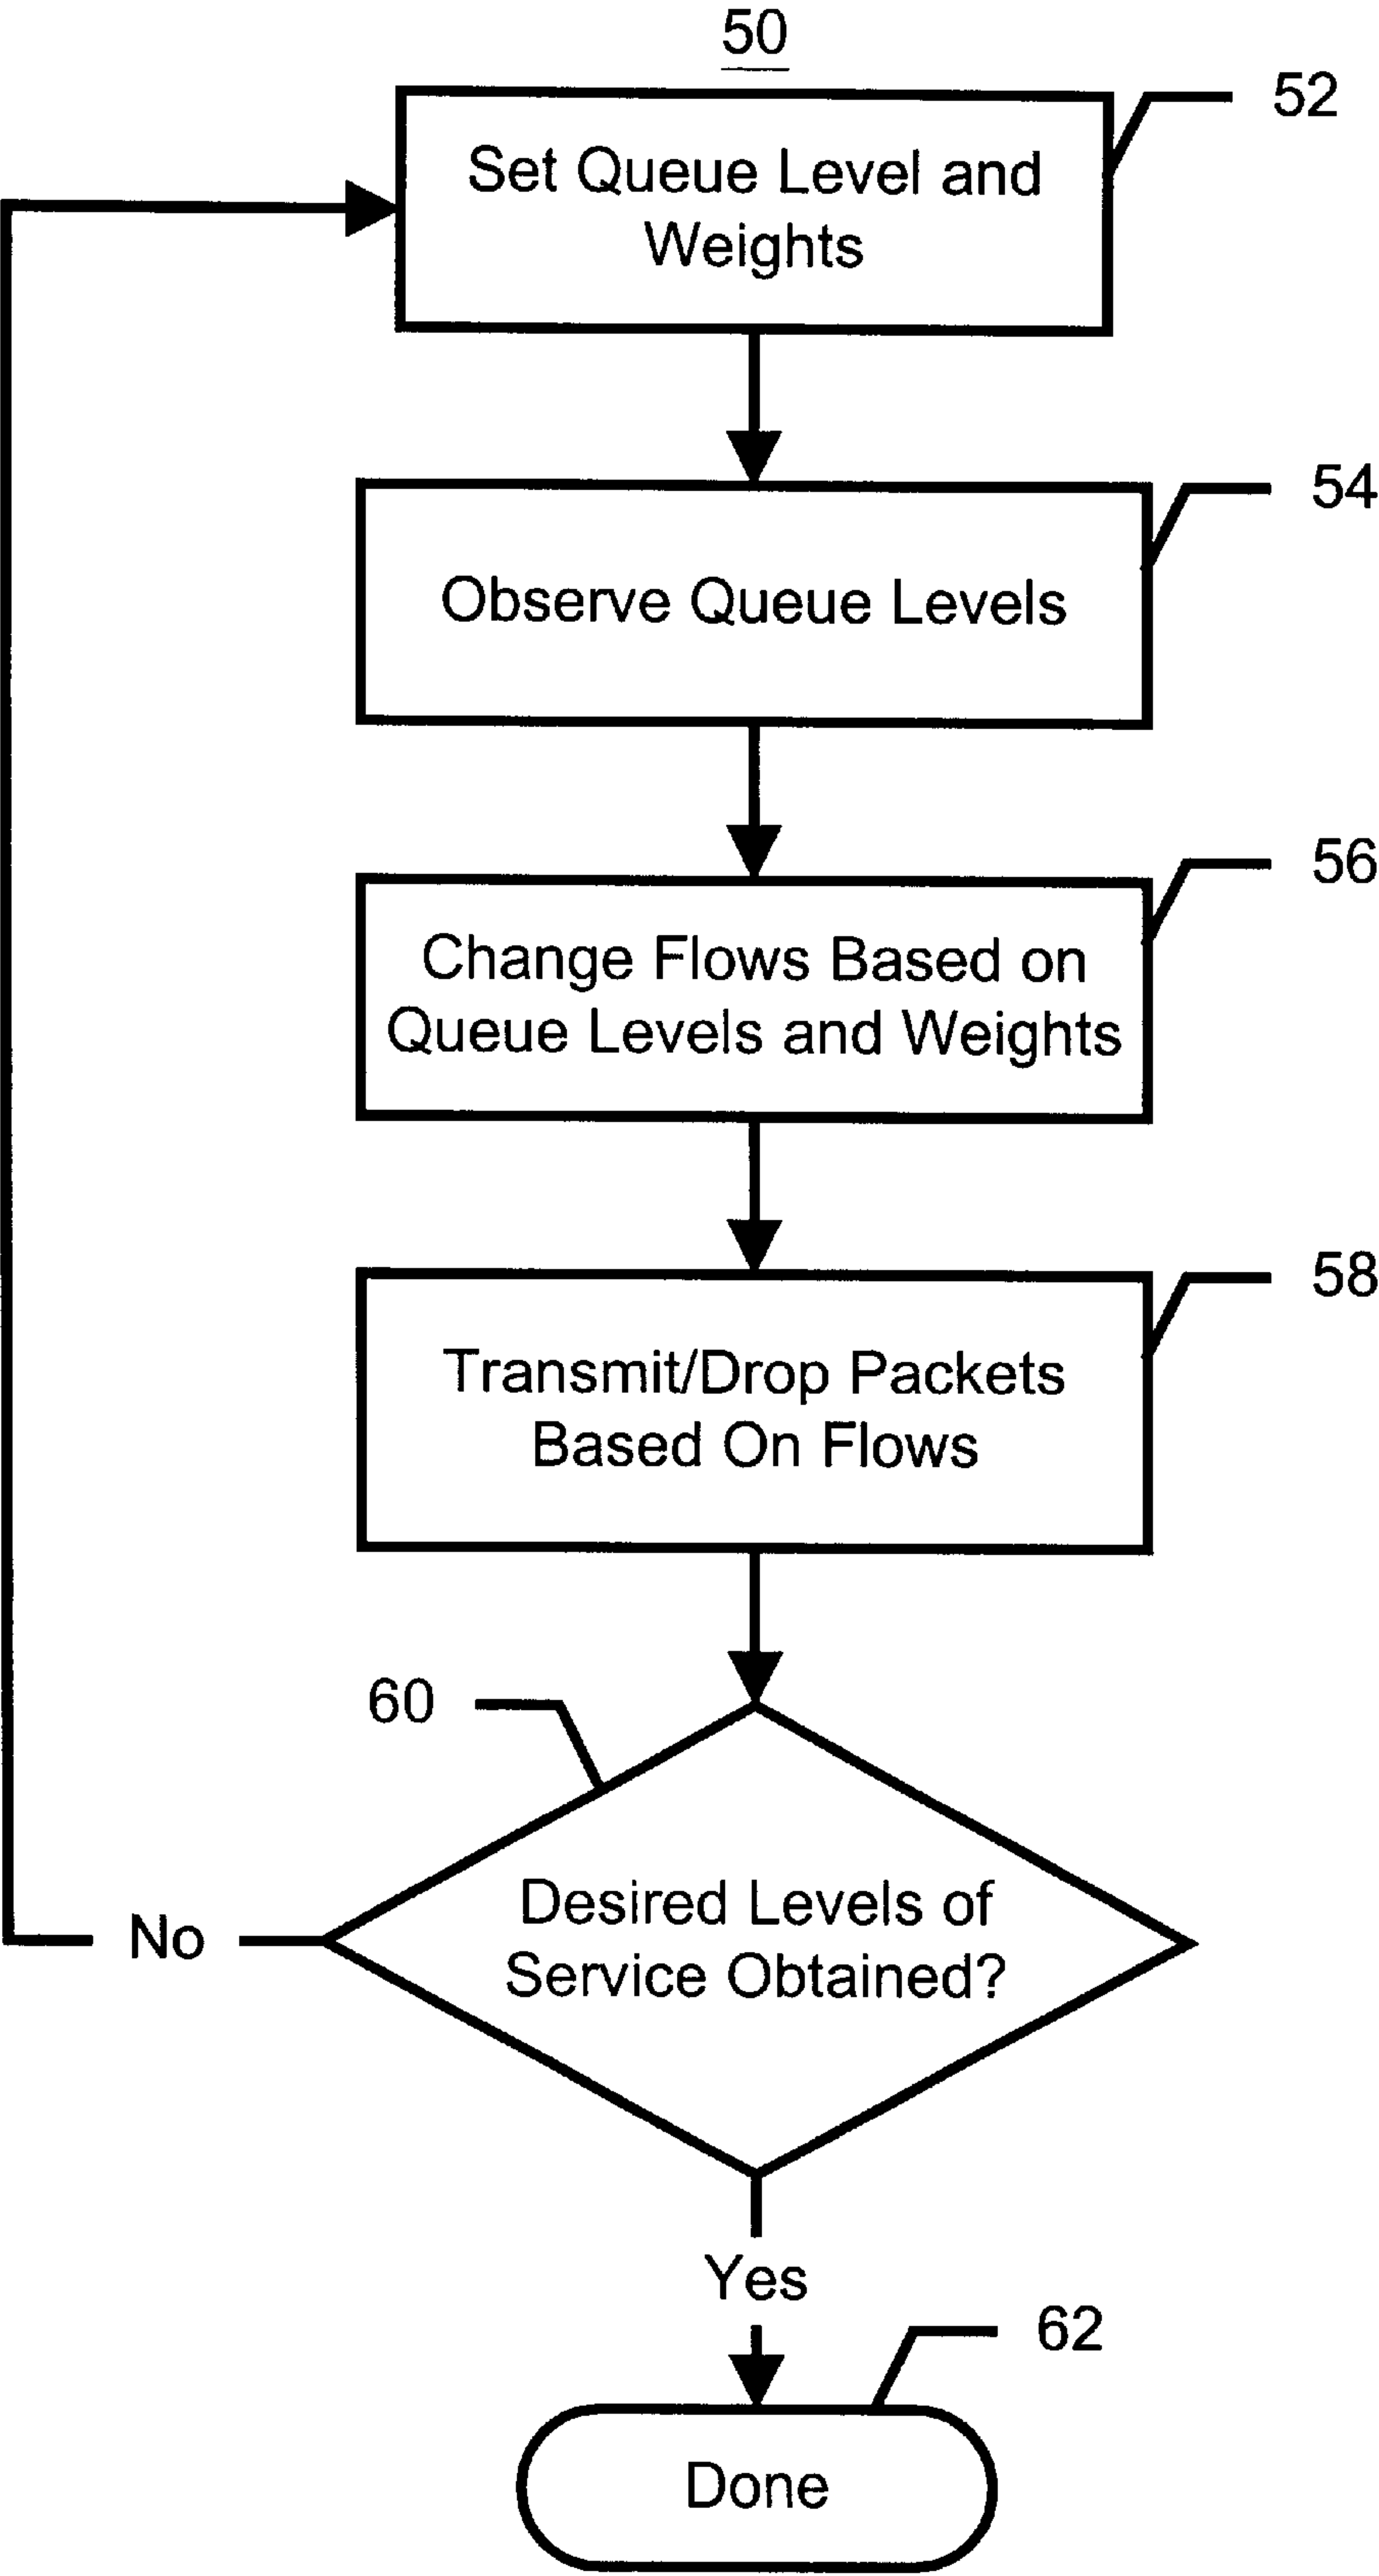 50
52
Set Queue Level and
Weights
54
Observe Queue Levels
56
Change Flows Based on
Queue Levels and Weights
58
Transmit/Drop Packets
Based On Flows
60
Desired Levels of
Service Obtained?
No
Yes
62
Done